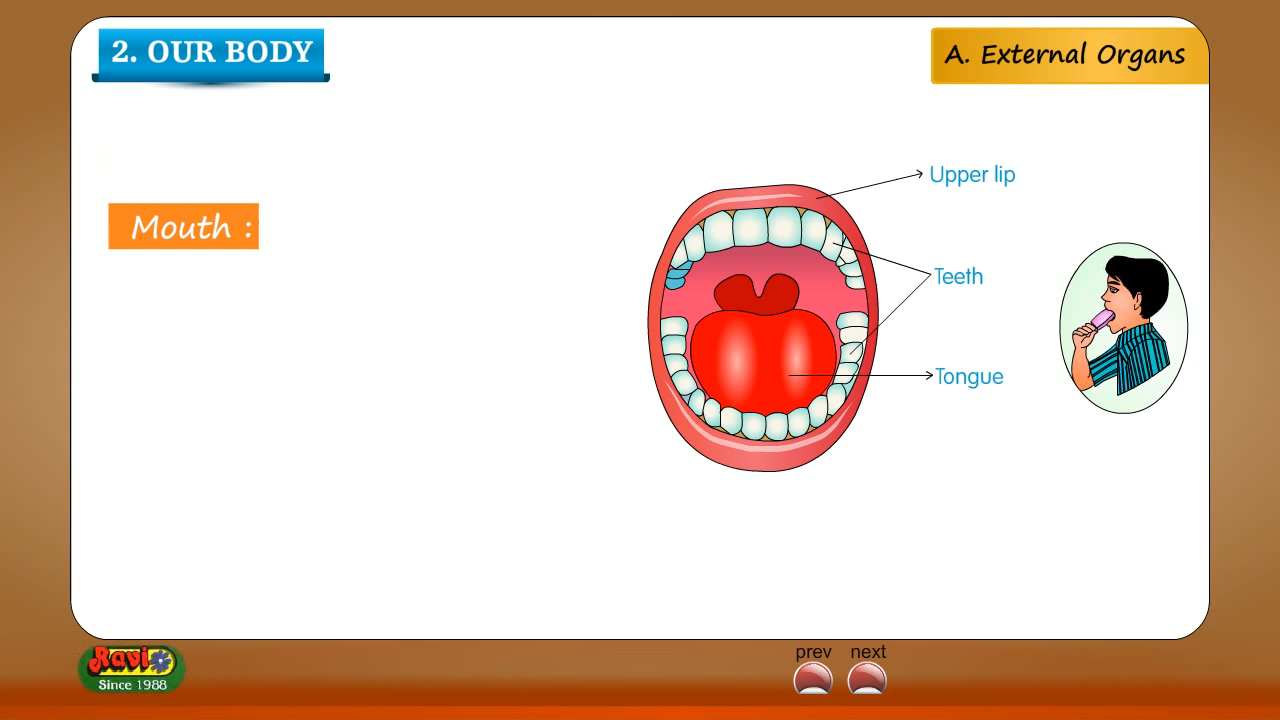 2. OUR BODY
A. External Organs
Mouth :
Upper lip
Teeth
Tongue
Ravi
Since 1988
prev
next